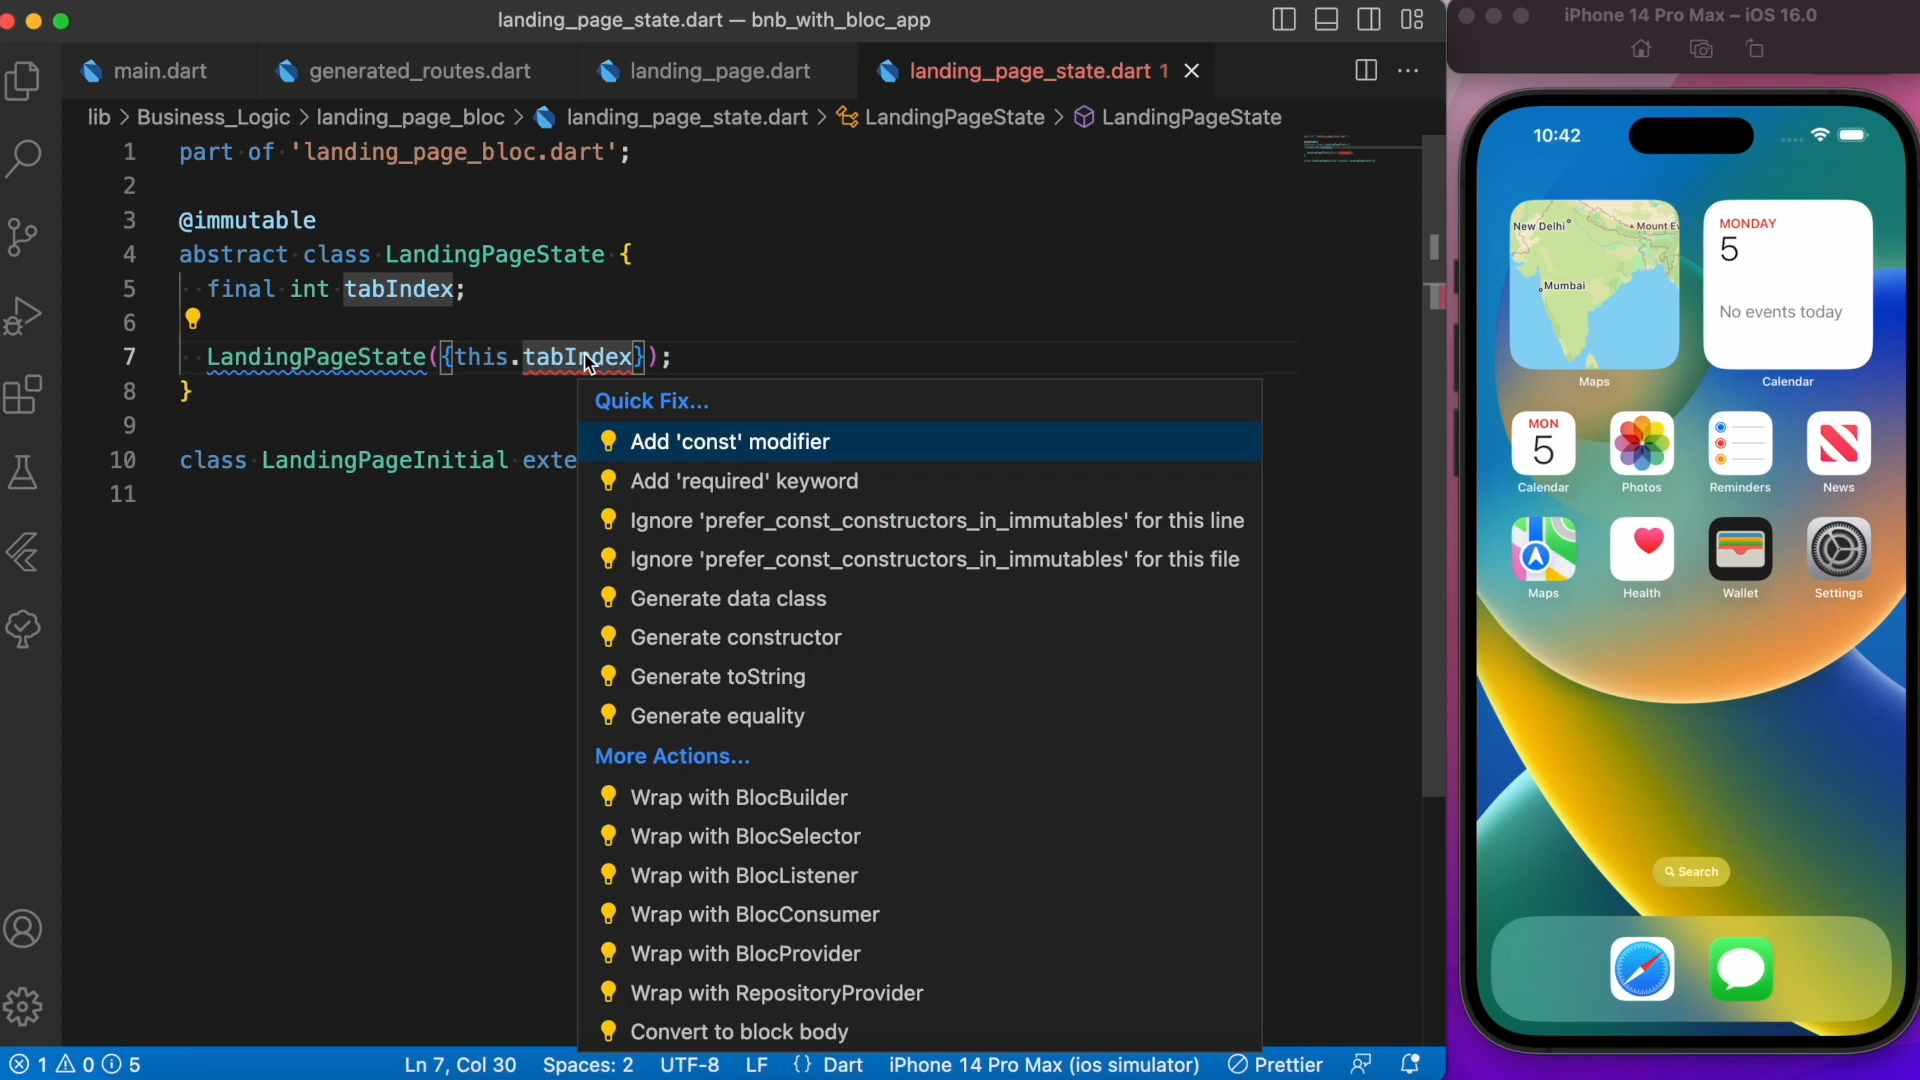 landing_page_state.dart — bnb_with_bloc_app
main.dart
generated_routes.dart
landing_page.dart
landing_page_state.dart 1
lib > Business_Logic > landing_page_bloc > landing_page_state.dart > LandingPageState > LandingPageState
1 part of 'landing_page_bloc.dart';
2
3 @immutable
4 abstract class LandingPageState {
5 final int tabIndex;
6
7 LandingPageState({this.tabIndex});
8 }
9
10 class LandingPageInitial exte
11
Quick Fix...
Add 'const' modifier
Add 'required' keyword
Ignore 'prefer_const_constructors_in_immutables' for this line
Ignore 'prefer_const_constructors_in_immutables' for this file
Generate data class
Generate constructor
Generate toString
Generate equality
More Actions...
Wrap with BlocBuilder
Wrap with BlocSelector
Wrap with BlocListener
Wrap with BlocConsumer
Wrap with BlocProvider
Wrap with RepositoryProvider
Convert to block body
1 0 5
Ln 7, Col 30
Spaces: 2
UTF-8
LF
{} Dart
iPhone 14 Pro Max (ios simulator)
Prettier
iPhone 14 Pro Max – iOS 16.0
10:42
New Delhi
Mount
Mumbai
Maps
MONDAY
5
No events today
Calendar
MON
5
Calendar
Photos
Reminders
News
Maps
Health
Wallet
Settings
Search